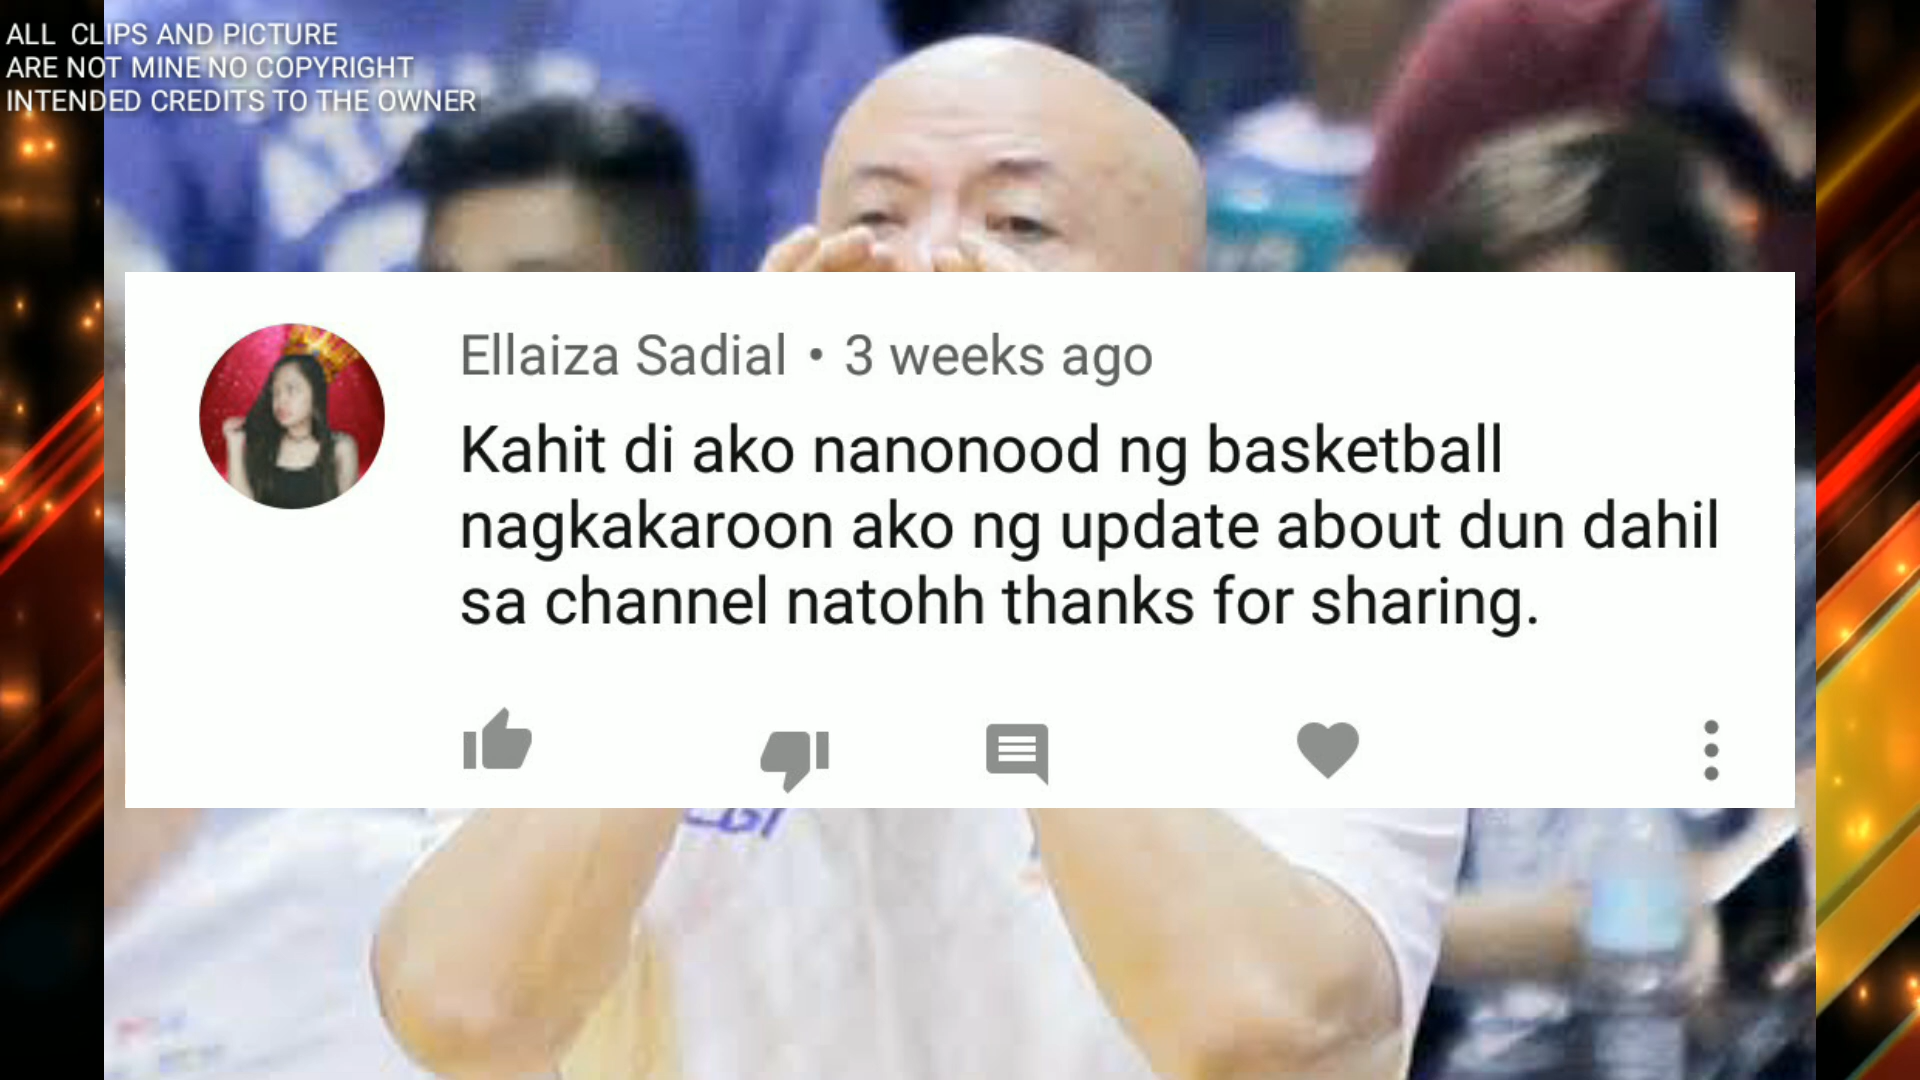 ALL CLIPS AND PICTURE
ARE NOT MINE NO COPYRIGHT
INTENDED CREDITS TO THE OWNER
Ellaiza Sadial • 3 weeks ago
Kahit di ako nanonood ng basketball
nagkakaroon ako ng update about dun dahil
sa channel natohh thanks for sharing.